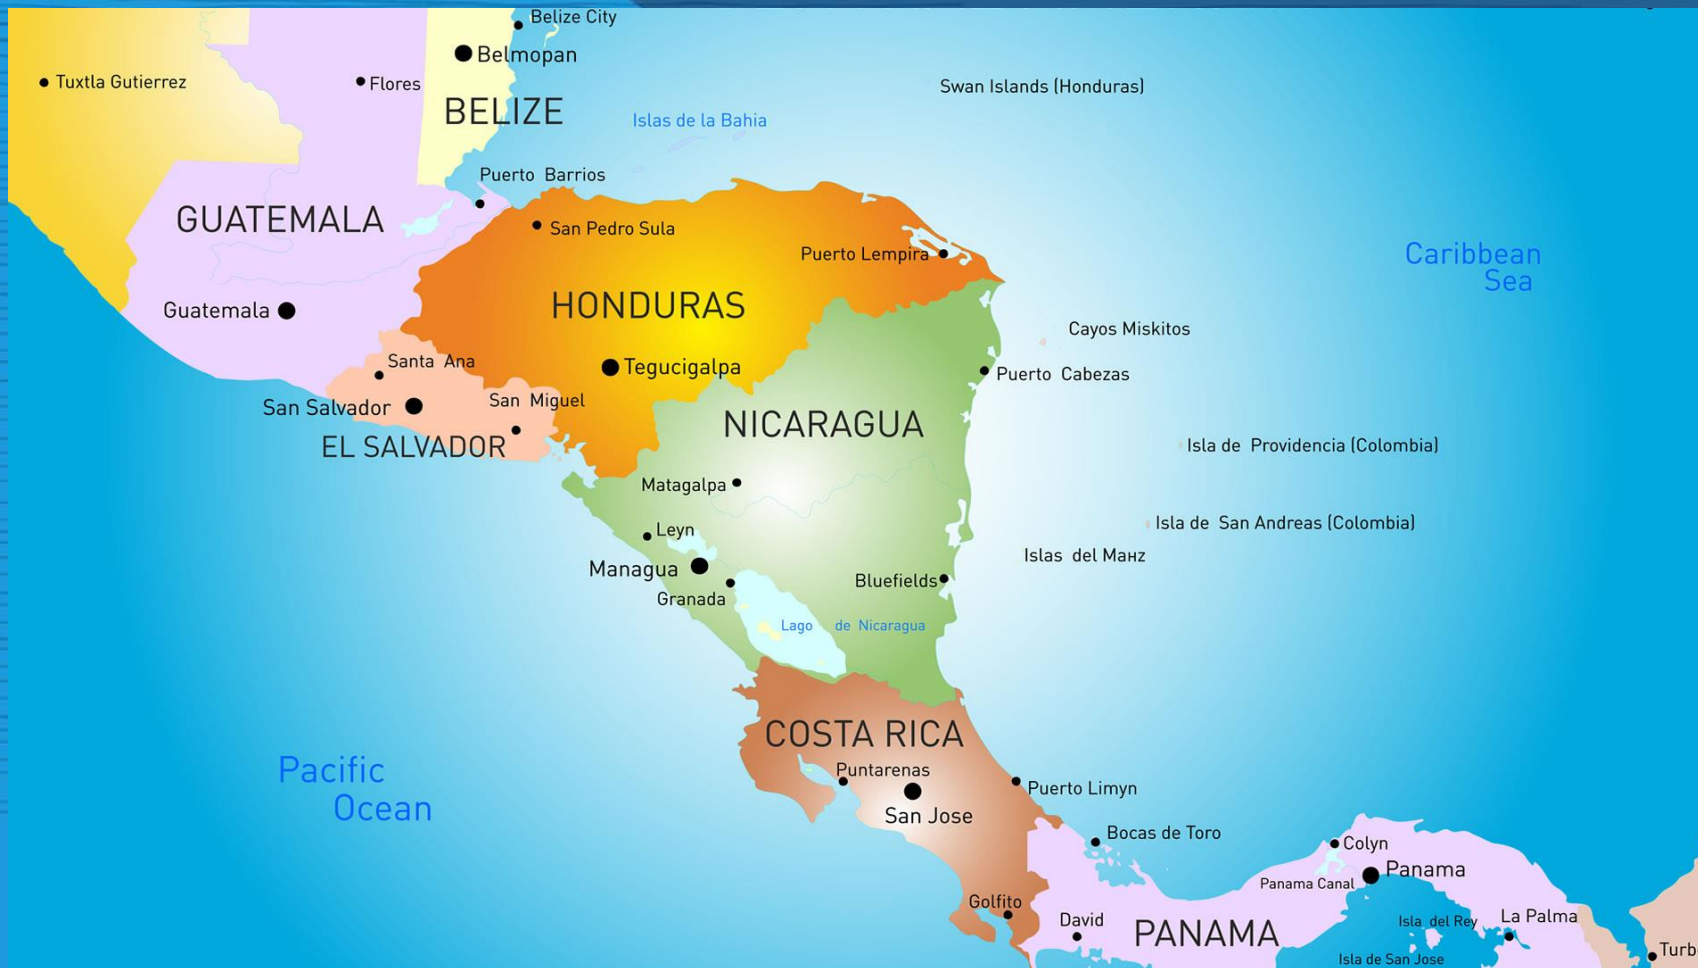 Belize City
Belmopan
Tuxtla Gutierrez
Flores
Swan Islands (Honduras)
BELIZE
Islas de la Bahia
Puerto Barrios
GUATEMALA
San Pedro Sula
Puerto Lempira
Caribbean
Sea
HONDURAS
Guatemala
Cayos Miskitos
Santa Ana
Tegucigalpa
Puerto Cabezas
San Miguel
San Salvador
NICARAGUA
EL SALVADOR
Isla de Providencia (Colombia)
Matagalpa
Isla de San Andreas (Colombia)
Leyn
Islas del Maнz
Managua
Bluefields
Granada
Lago de Nicaragua
COSTA RICA
Pacific
Ocean
Puntarenas
Puerto Limyn
San Jose
Bocas de Toro
Colyn
Panama
Panama Canal
Golfito
David
PANAMA
Isla del Rey
La Palma
Isla de San Jose
Turb